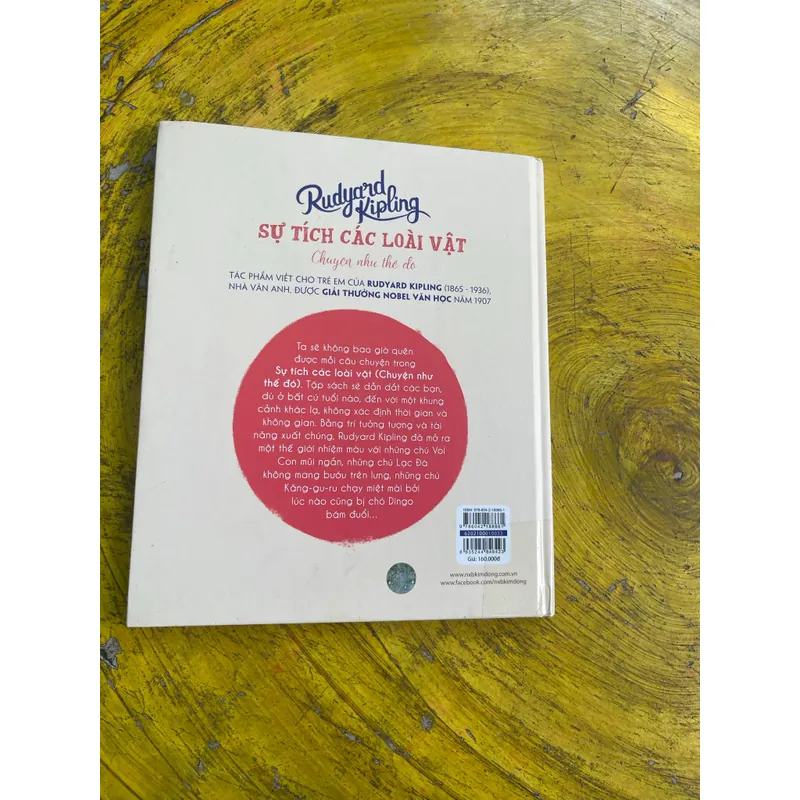 Rudyard
Kipling
SỰ TÍCH CÁC LOÀI VẬT
Chuyện như thế đó
TÁC PHẨM VIẾT CHO TRẺ EM CỦA RUDYARD KIPLING (1865 - 1936),
NHÀ VĂN ANH, ĐƯỢC GIẢI THƯỞNG NOBEL VĂN HỌC NĂM 1907
Ta sẽ không bao giờ quên
được mỗi câu chuyện trong
Sự tích các loài vật (Chuyện như
thế đó). Tập sách sẽ dẫn dắt các bạn,
dù ở bất cứ tuổi nào, đến với một khung
cảnh khác lạ, không xác định thời gian và
không gian. Bằng trí tưởng tượng và tài
năng xuất chúng, Rudyard Kipling đã mở ra
một thế giới nhiệm màu với những chú Voi
Con mũi ngắn, những chú Lạc Đà
không mang bướu trên lưng, những chú
Kăng-gu-ru chạy miệt mài bởi
lúc nào cũng bị chó Dingo
bám đuổi...
Giá: 160.000đ
www.nxbkimdong.com.vn
www.facebook.com/nxbkimdong